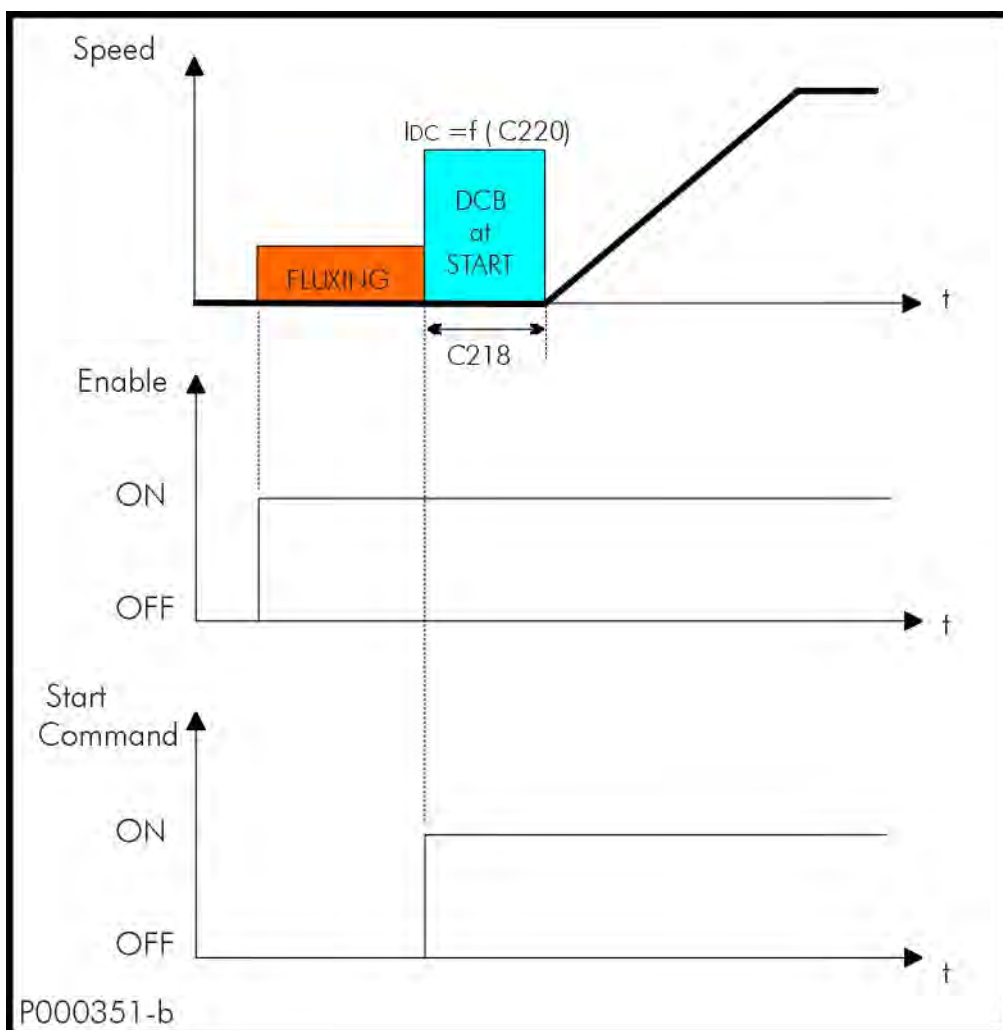 Speed
IDC =f ( C220)
DCB
at
START
FLUXING
t
C218
Enable
ON
OFF
t
Start
Command
ON
OFF
t
P000351-b